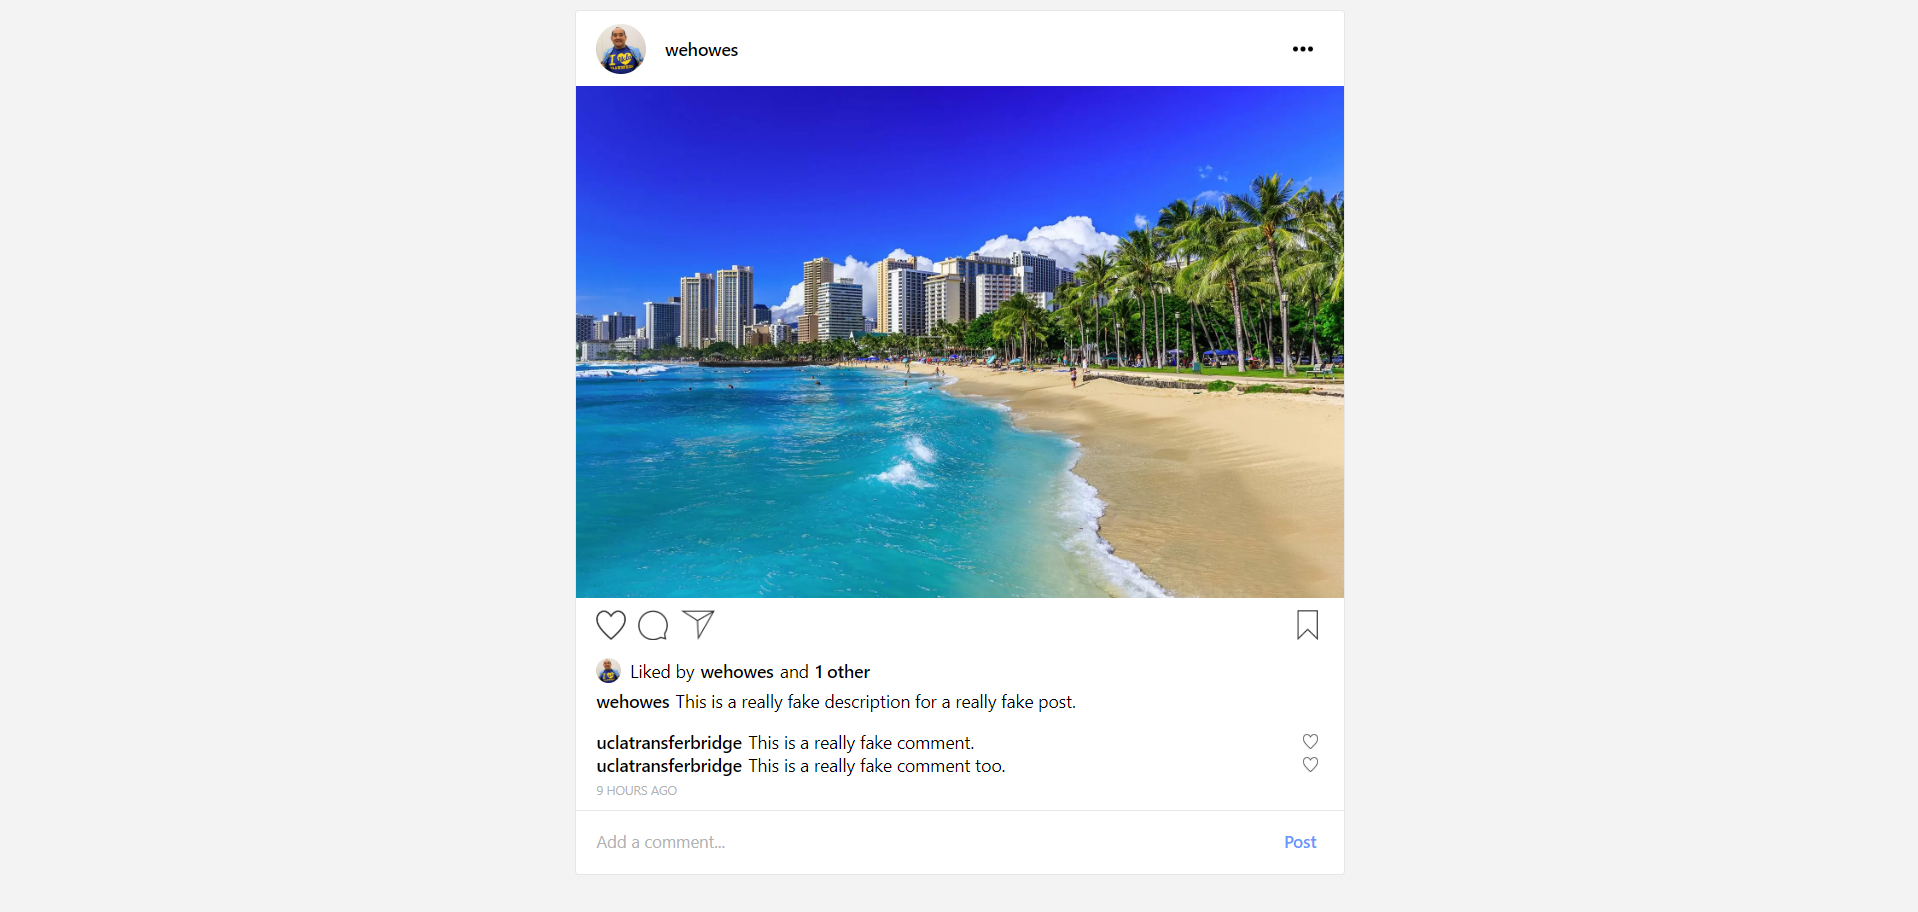 wehowes
Liked by wehowes and 1 other
wehowes This is a really fake description for a really fake post.
uclatransferbridge This is a really fake comment.
uclatransferbridge This is a really fake comment too.
9 HOURS AGO
Add a comment...
Post